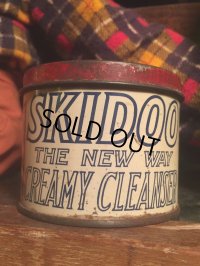 SKIDOO
SOLD OUT
THE NEW WAY
CREAMY CLEANSER